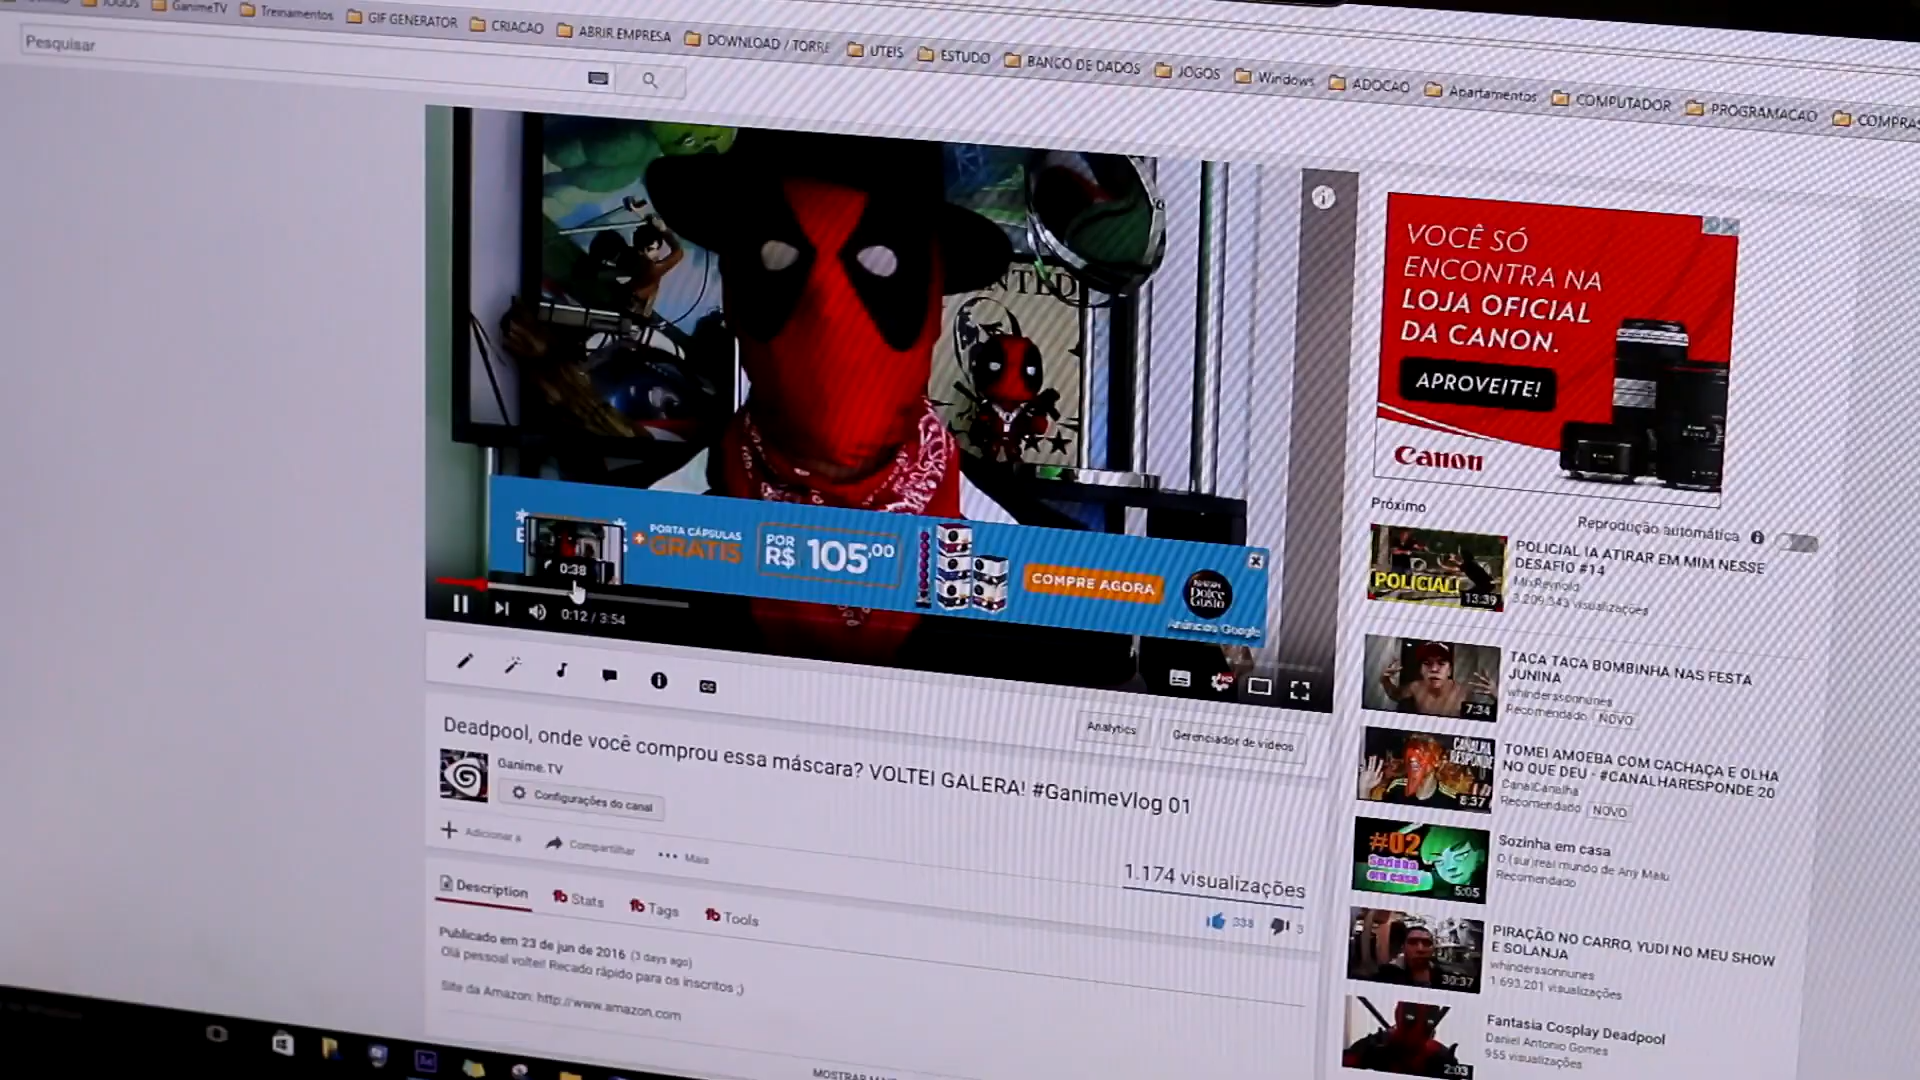 JOGOS
GanimeTV
Treinamentos
GIF GENERATOR
CRIACAO
ABRIR EMPRESA
DOWNLOAD / TORRE
UTEIS
ESTUDO
BANCO DE DADOS
JOGOS
Windows
ADOCAO
Apartamentos
COMPUTADOR
PROGRAMACAO
COMPRAS
Pesquisar
PORTA CÁPSULAS
+ GRATIS
POR
R$ 105,00
COMPRE AGORA
NESCAFÉ
Dolce
Gusto
Anúncios Google
0:38
0:12 / 3:54
HD
VOCÊ SÓ
ENCONTRA NA
LOJA OFICIAL
DA CANON.
APROVEITE!
Canon
Próximo
Reprodução automática
POLICIAL!
13:39
POLICIAL IA ATIRAR EM MIM NESSE
DESAFIO #14
MixReynold
3.209.343 visualizações
7:34
TACA TACA BOMBINHA NAS FESTA
JUNINA
whinderssonnunes
Recomendado NOVO
CANALHA
RESPONDE
8:37
TOMEI AMOEBA COM CACHAÇA E OLHA
NO QUE DEU - #CANALHARESPONDE 20
CanalCanalha
Recomendado NOVO
#02
Sozinha
em casa
5:05
Sozinha em casa
O (sur)real mundo de Any Malu
Recomendado
30:37
PIRAÇÃO NO CARRO, YUDI NO MEU SHOW
E SOLANJA
whinderssonnunes
1.693.201 visualizações
2:03
Fantasia Cosplay Deadpool
Daniel Antonio Gomes
955 visualizações
CC
Analytics
Gerenciador de vídeos
Deadpool, onde você comprou essa máscara? VOLTEI GALERA! #GanimeVlog 01
Ganime.TV
Configurações do canal
Adicionar a
Compartilhar
Mais
1.174 visualizações
338
3
Description
Stats
Tags
Tools
Publicado em 23 de jun de 2016 (3 days ago)
Olá pessoal voltei! Recado rápido para os inscritos ;)
Site da Amazon: http://www.amazon.com